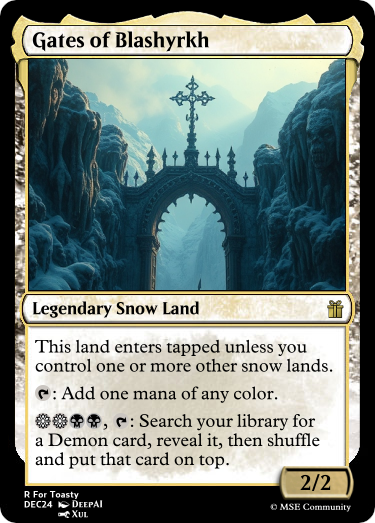 Gates of Blashyrkh
Legendary Snow Land
This land enters tapped unless you
control one or more other snow lands.
: Add one mana of any color.
, : Search your library for
a Demon card, reveal it, then shuffle
and put that card on top.
2/2
R For Toasty
DEC24 DeepAI
Xul
© MSE Community